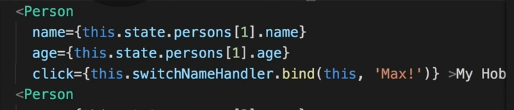 <Person
name={this.state.persons[1].name}
age={this.state.persons[1].age}
click={this.switchNameHandler.bind(this, 'Max!')} >My Hob
<Person